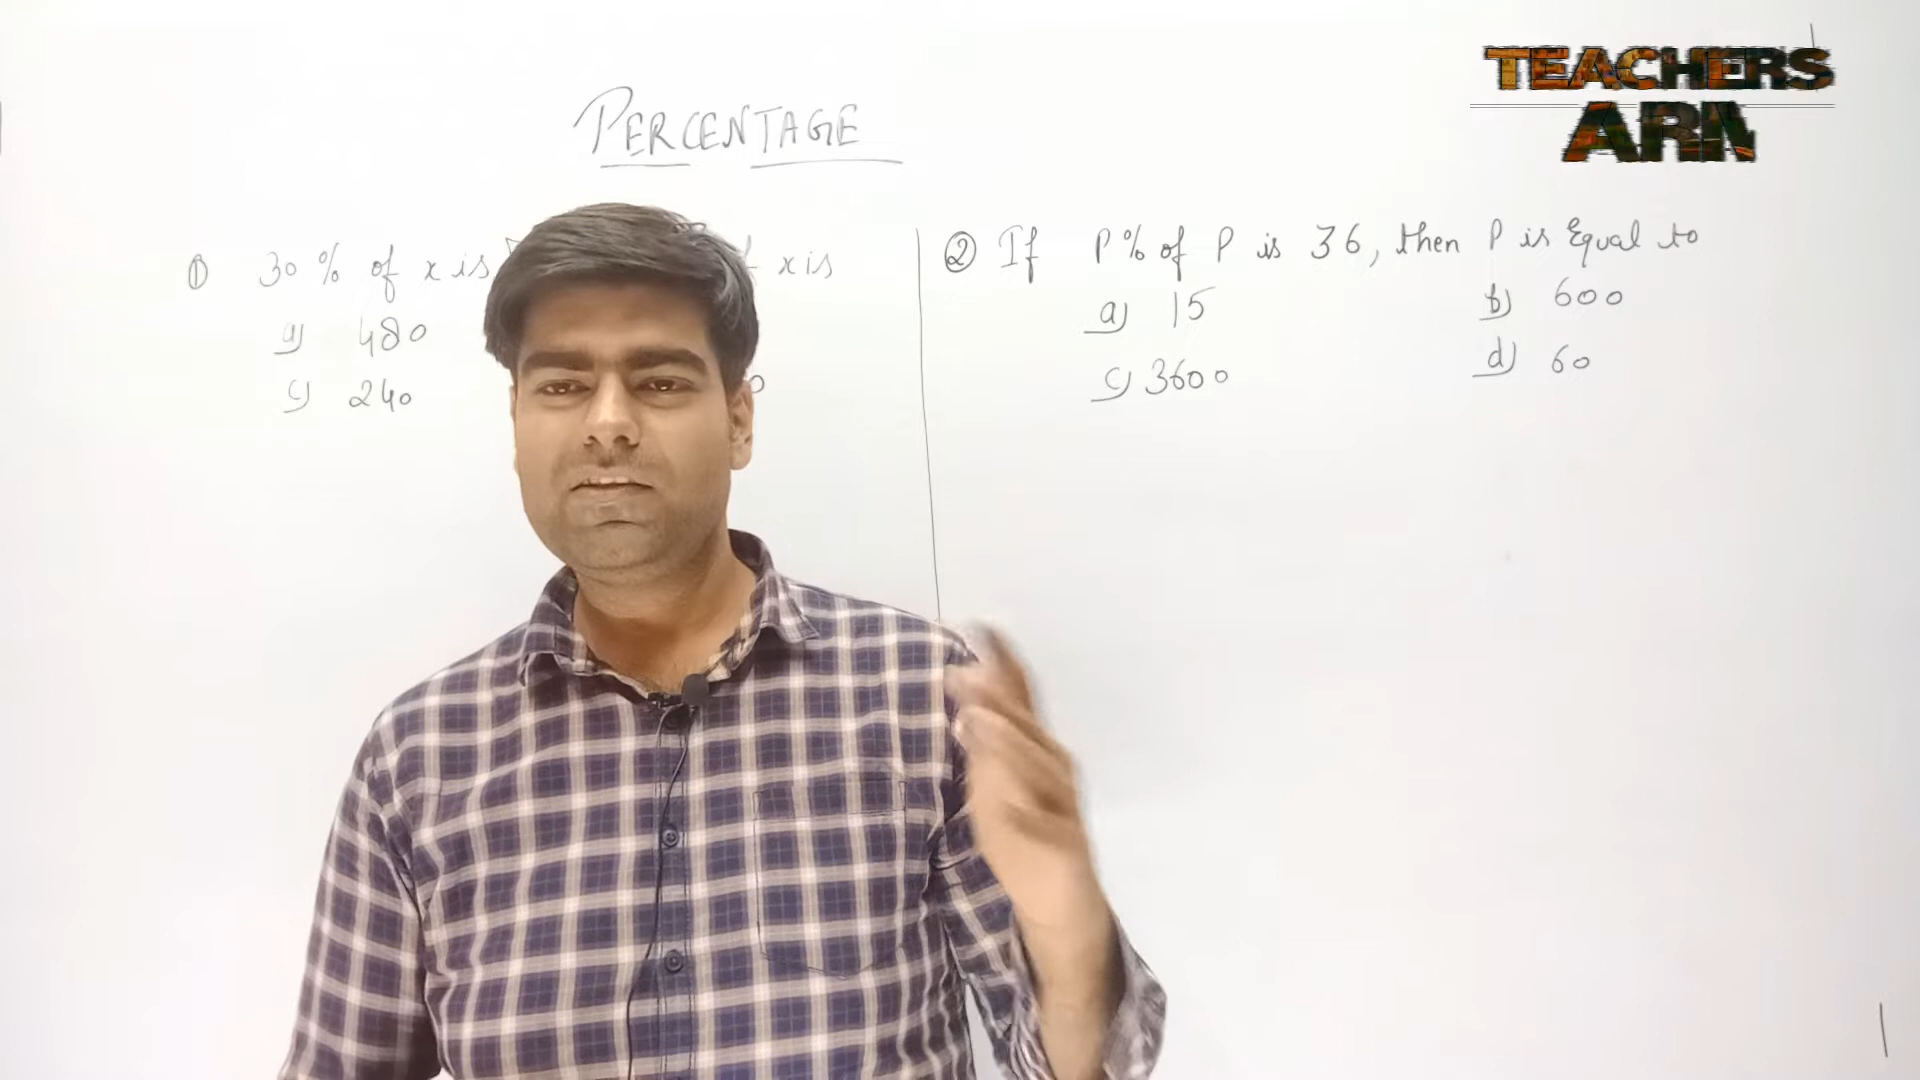 TEACHERS
ARN
PERCENTAGE
① 30 % of x is x is
a) 480
c) 240
② If P % of P is 36, then P is Equal to
a) 15 b) 600
c) 3600 d) 60